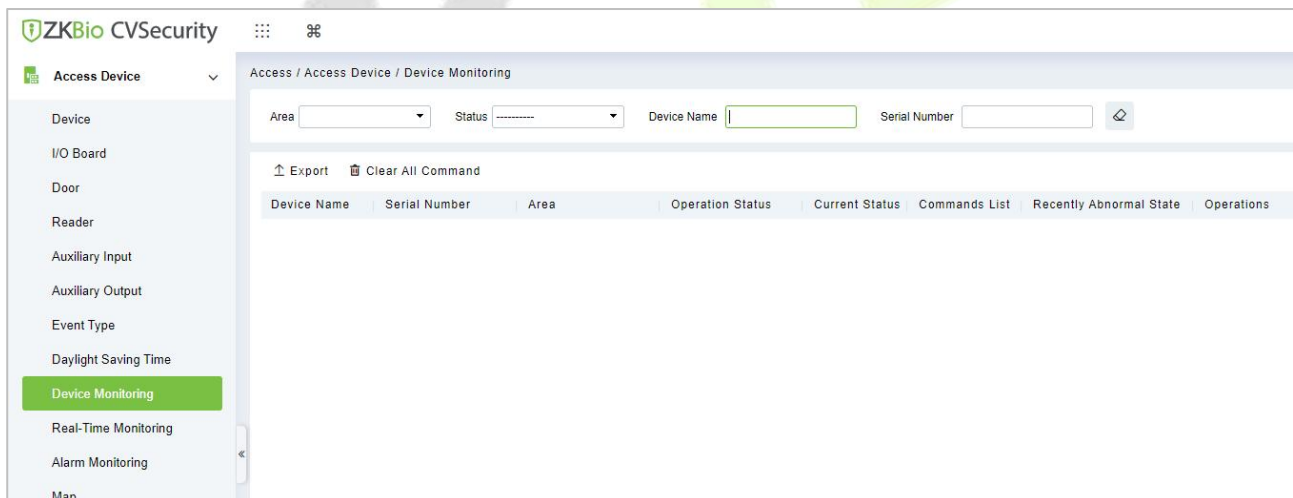 ZKBio CVSecurity
Access Device
Access / Access Device / Device Monitoring
Device
I/O Board
Door
Reader
Auxiliary Input
Auxiliary Output
Event Type
Daylight Saving Time
Device Monitoring
Real-Time Monitoring
Alarm Monitoring
Map
Area Status ---------- Device Name Serial Number
Export Clear All Command
Device Name Serial Number Area Operation Status Current Status Commands List Recently Abnormal State Operations